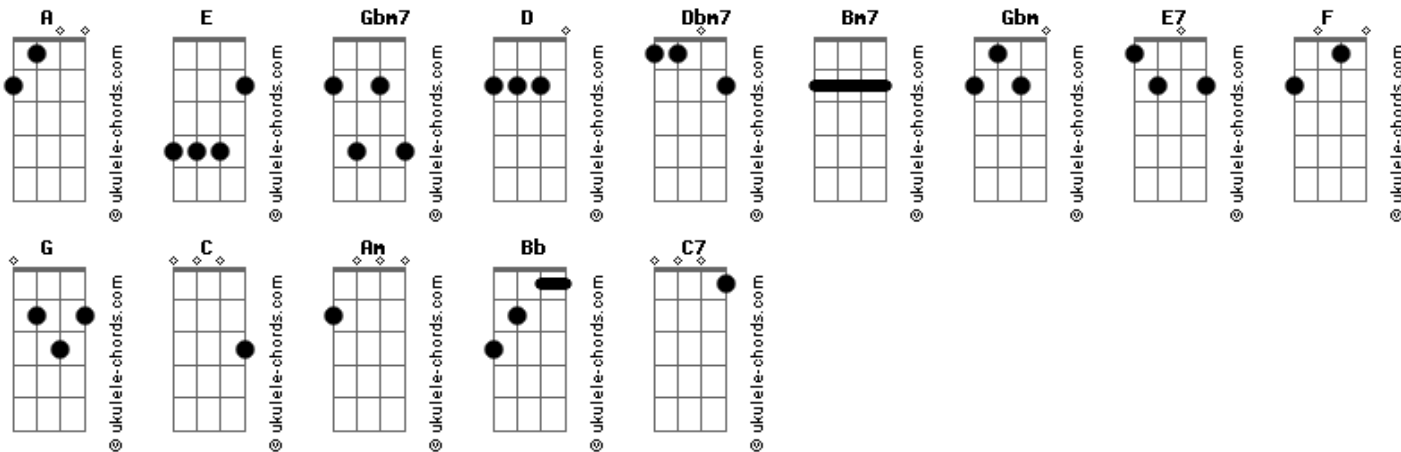 A E Gbm7 D Dbm7 Bm7 Gbm E7 F
© ukulele-chords.com © ukulele-chords.com © ukulele-chords.com © ukulele-chords.com © ukulele-chords.com © ukulele-chords.com © ukulele-chords.com © ukulele-chords.com © ukulele-chords.com
G C Am Bb C7
© ukulele-chords.com © ukulele-chords.com © ukulele-chords.com © ukulele-chords.com © ukulele-chords.com